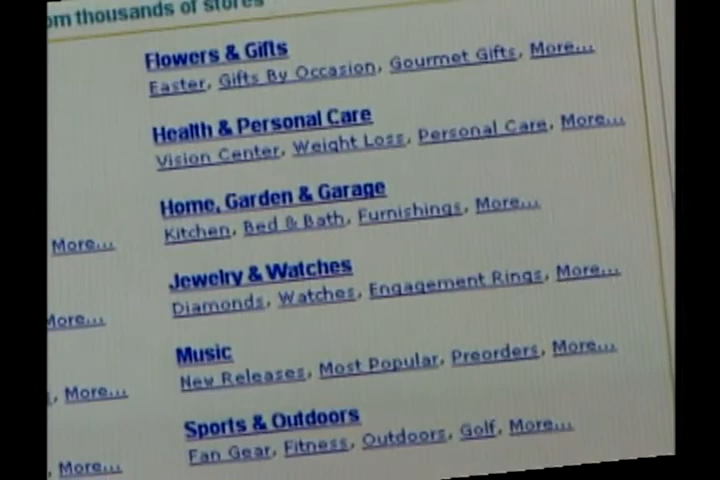 om thousands of stores
Flowers & Gifts
Easter, Gifts By Occasion, Gourmet Gifts, More...
Health & Personal Care
Vision Center, Weight Loss, Personal Care, More...
Home, Garden & Garage
Kitchen, Bed & Bath, Furnishings, More...
More...
Jewelry & Watches
Diamonds, Watches, Engagement Rings, More...
More...
Music
New Releases, Most Popular, Preorders, More...
, More...
Sports & Outdoors
Fan Gear, Fitness, Outdoors, Golf, More...
, More...